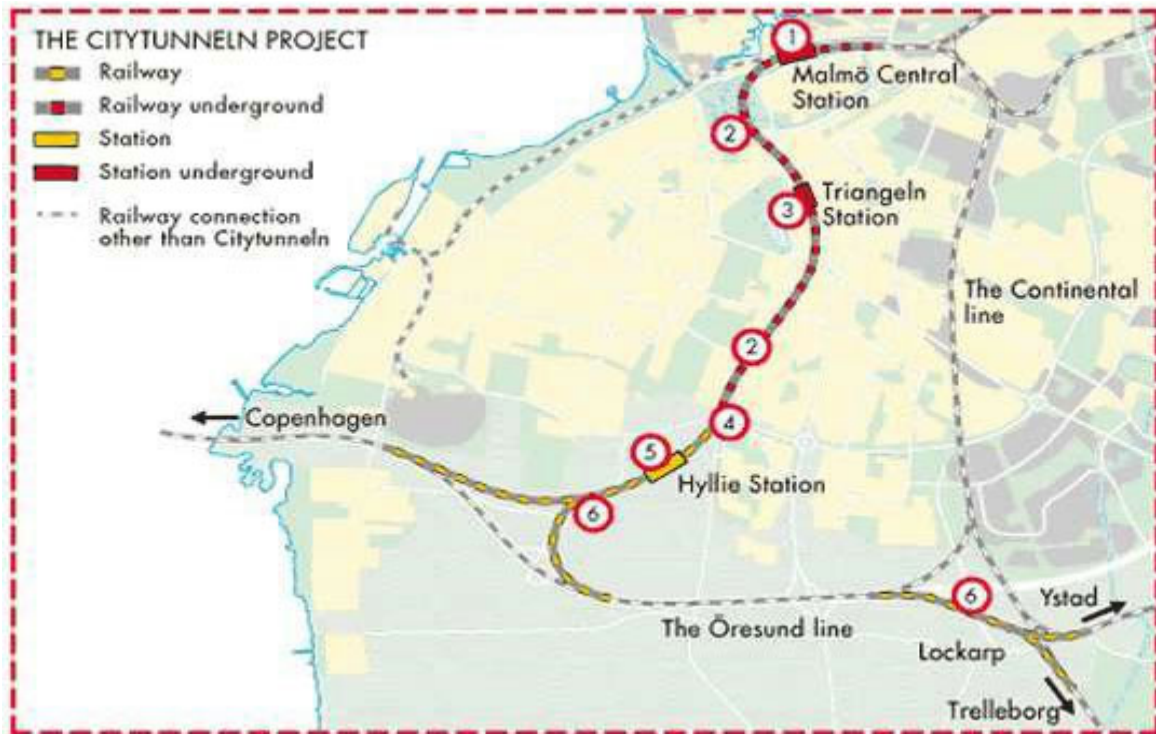 THE CITYTUNNELN PROJECT
Railway
Railway underground
Station
Station underground
Railway connection
other than Citytunneln
1
Malmö Central
Station
2
Triangeln
Station
3
The Continental
line
2
Copenhagen
4
5
Hyllie Station
6
6
Ystad
The Öresund line
Lockarp
Trelleborg